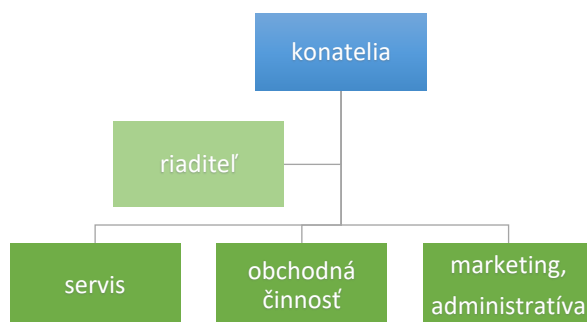 konatelia
riaditeľ
servis
obchodná
činnosť
marketing,
administratíva